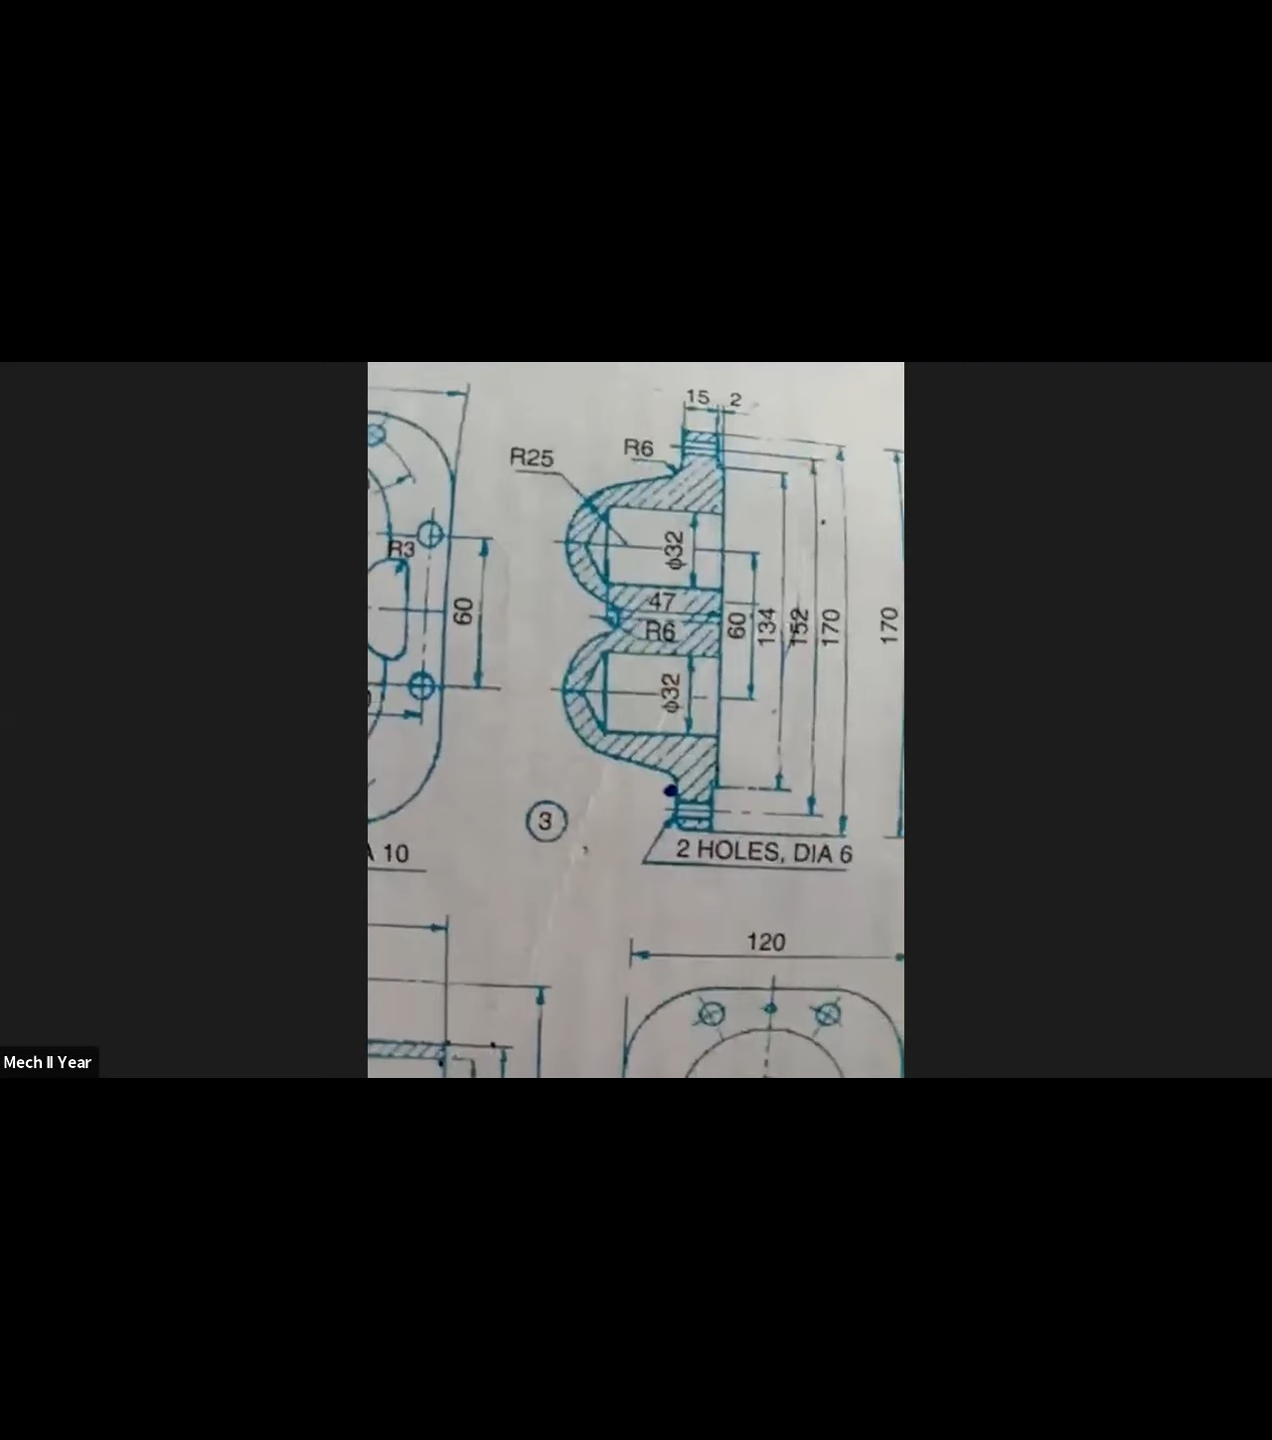 15 2
R6
R25
R3
φ32
47
R6
60
60
134
152
170
170
φ32
3
2 HOLES, DIA 6
10
120
Mech II Year